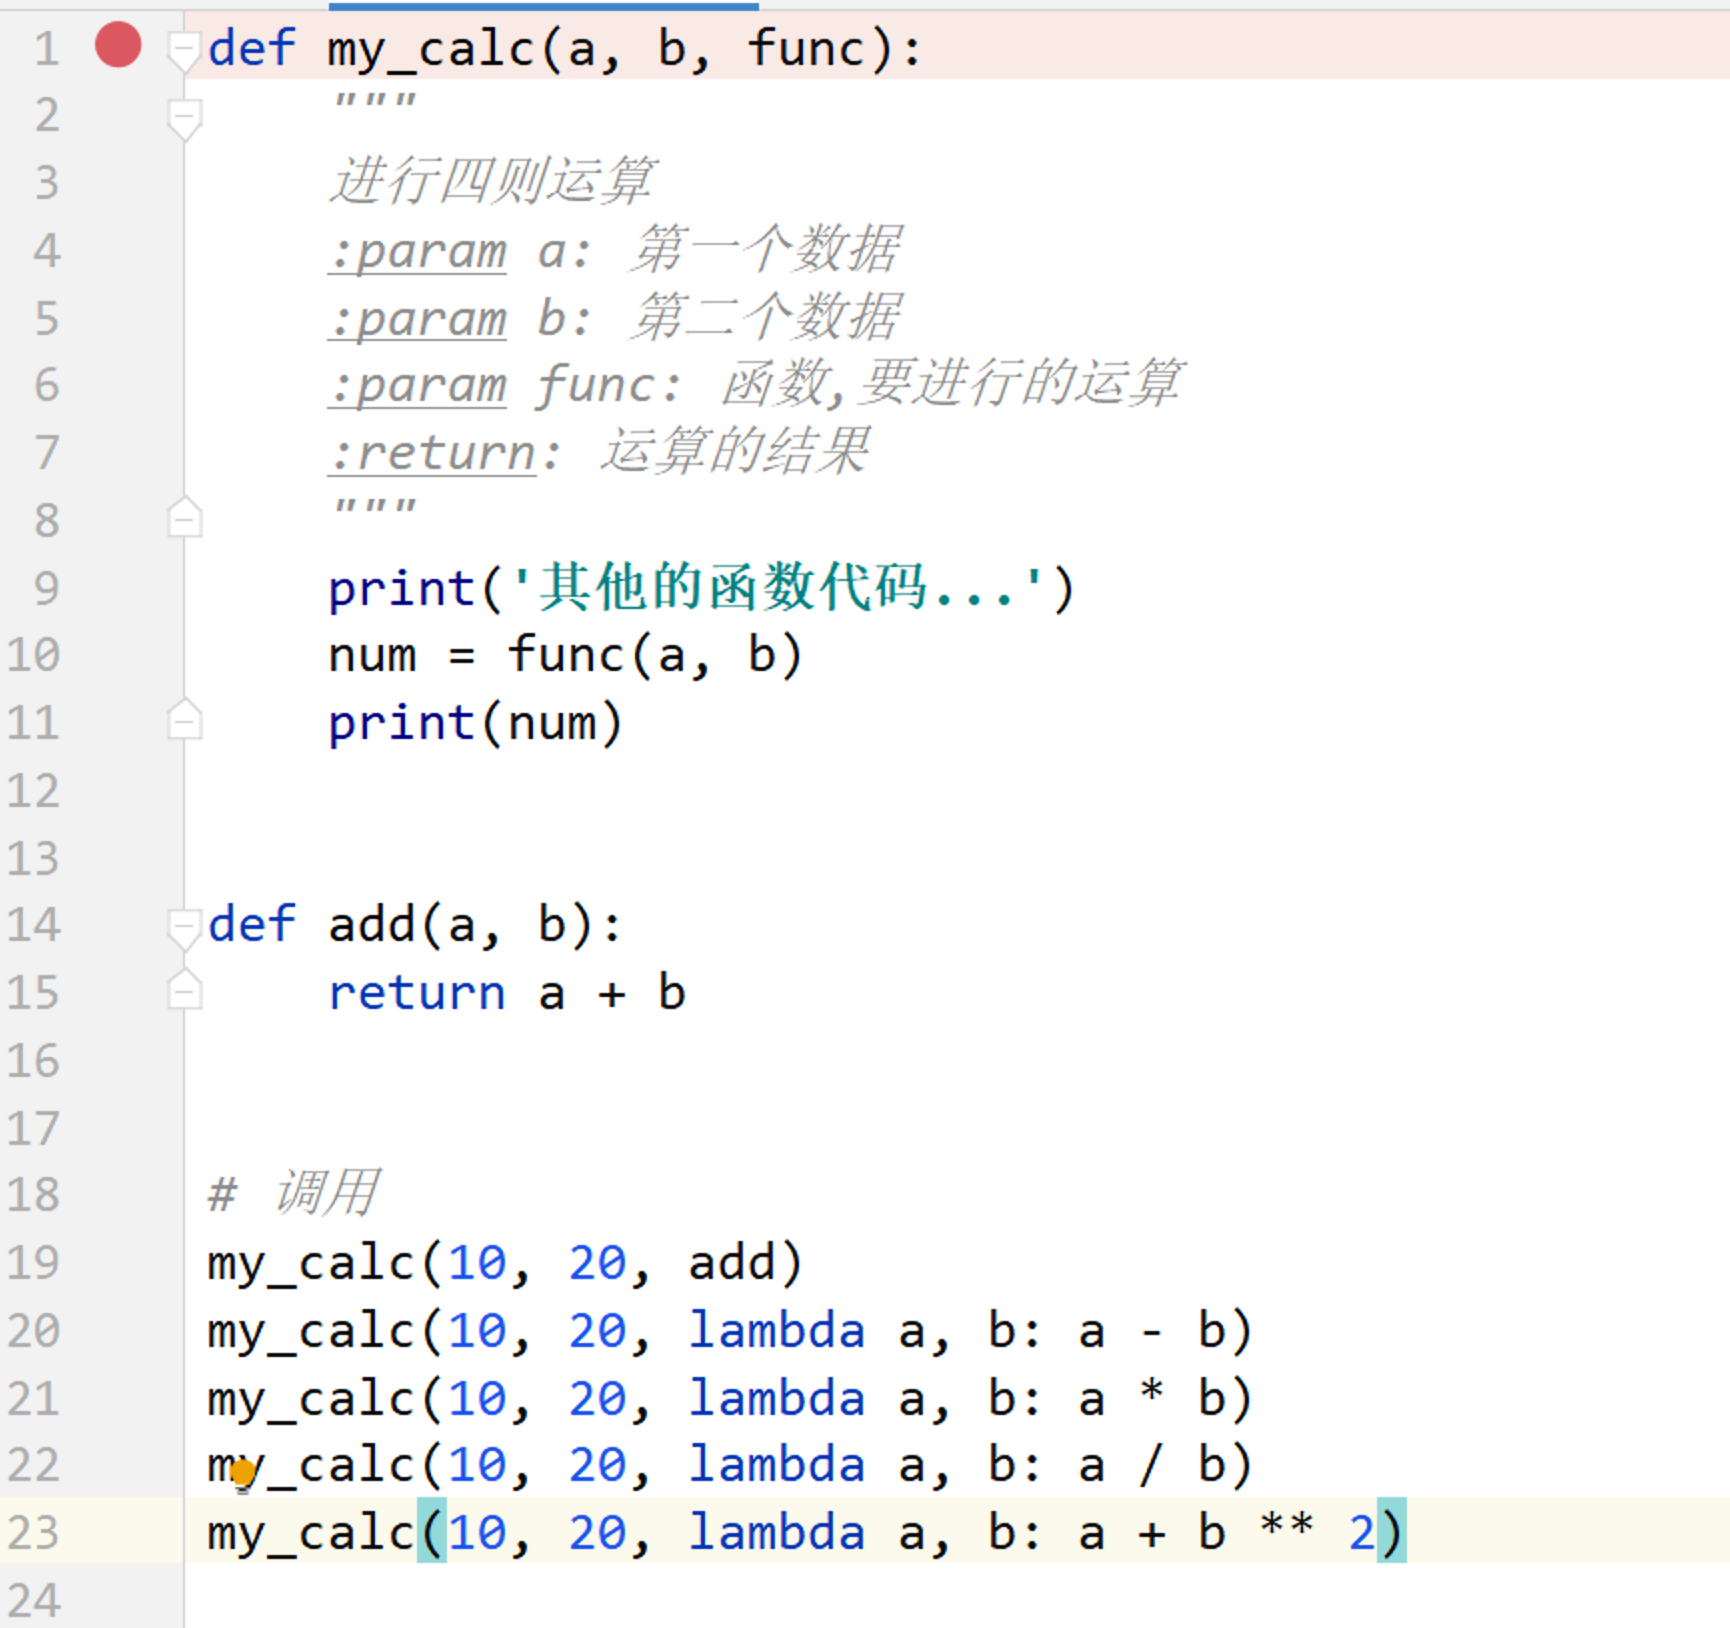 1 def my_calc(a, b, func):
2     """
3     进行四则运算
4     :param a: 第一个数据
5     :param b: 第二个数据
6     :param func: 函数,要进行的运算
7     :return: 运算的结果
8     """
9     print('其他的函数代码...')
10     num = func(a, b)
11     print(num)
12
13
14 def add(a, b):
15     return a + b
16
17
18 # 调用
19 my_calc(10, 20, add)
20 my_calc(10, 20, lambda a, b: a - b)
21 my_calc(10, 20, lambda a, b: a * b)
22 my_calc(10, 20, lambda a, b: a / b)
23 my_calc(10, 20, lambda a, b: a + b ** 2)
24